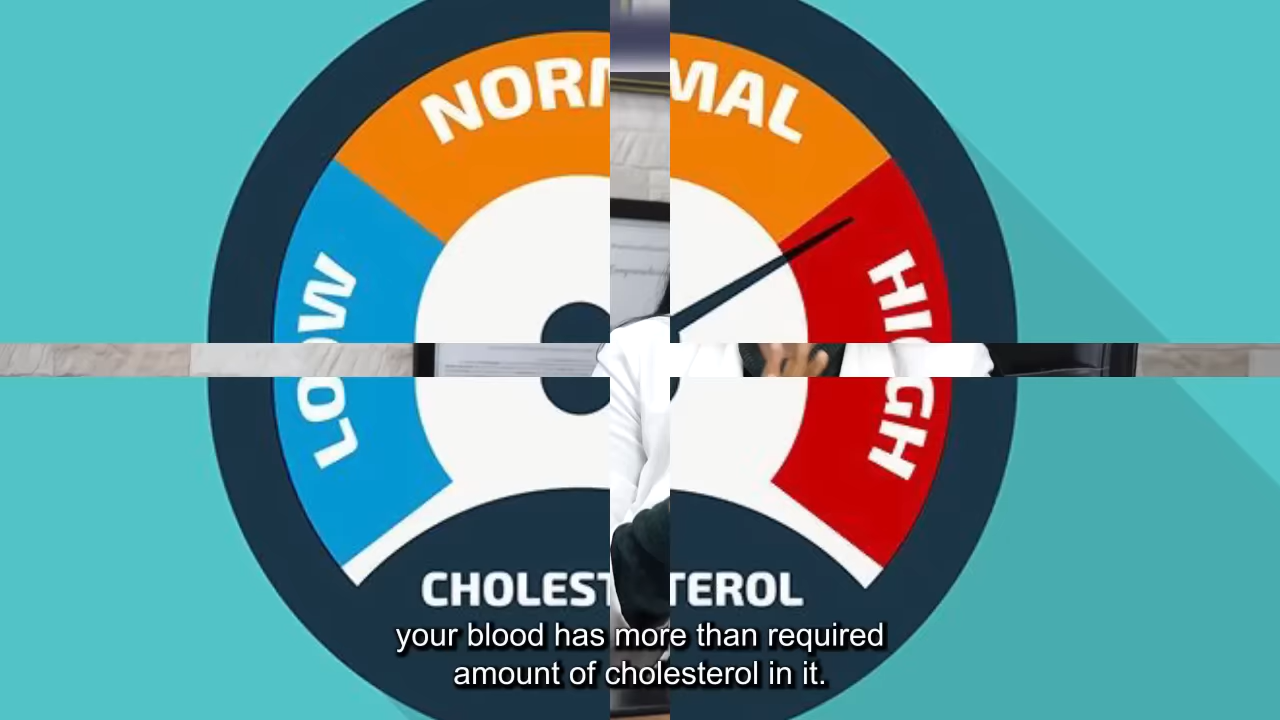 NORMAL
LOW
HIGH
CHOLESTEROL
your blood has more than required
amount of cholesterol in it.